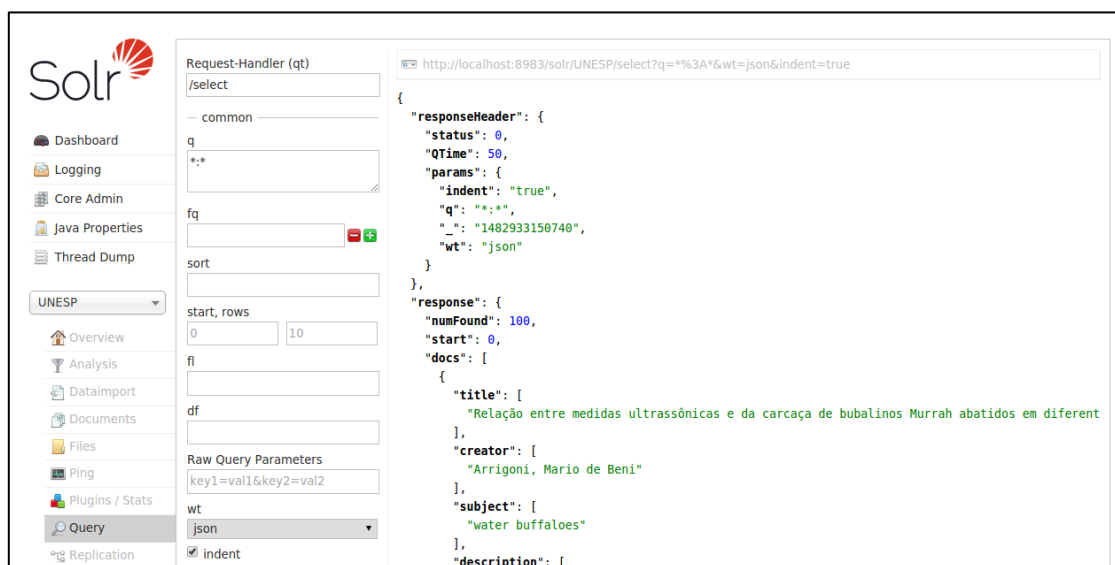 Solr
Dashboard
Logging
Core Admin
Java Properties
Thread Dump
UNESP
Overview
Analysis
Dataimport
Documents
Files
Ping
Plugins / Stats
Query
Replication
Request-Handler (qt)
/select
common
q
*:*
fq
sort
start, rows
0 10
fl
df
Raw Query Parameters
key1=val1&key2=val2
wt
json
indent
http://localhost:8983/solr/UNESP/select?q=*%3A*&wt=json&indent=true
{
"responseHeader": {
"status": 0,
"QTime": 50,
"params": {
"indent": "true",
"q": "*:*",
"_": "1482933150740",
"wt": "json"
}
},
"response": {
"numFound": 100,
"start": 0,
"docs": [
{
"title": [
"Relação entre medidas ultrassônicas e da carcaça de bubalinos Murrah abatidos em diferent
],
"creator": [
"Arrigoni, Mario de Beni"
],
"subject": [
"water buffaloes"
],
"description": [